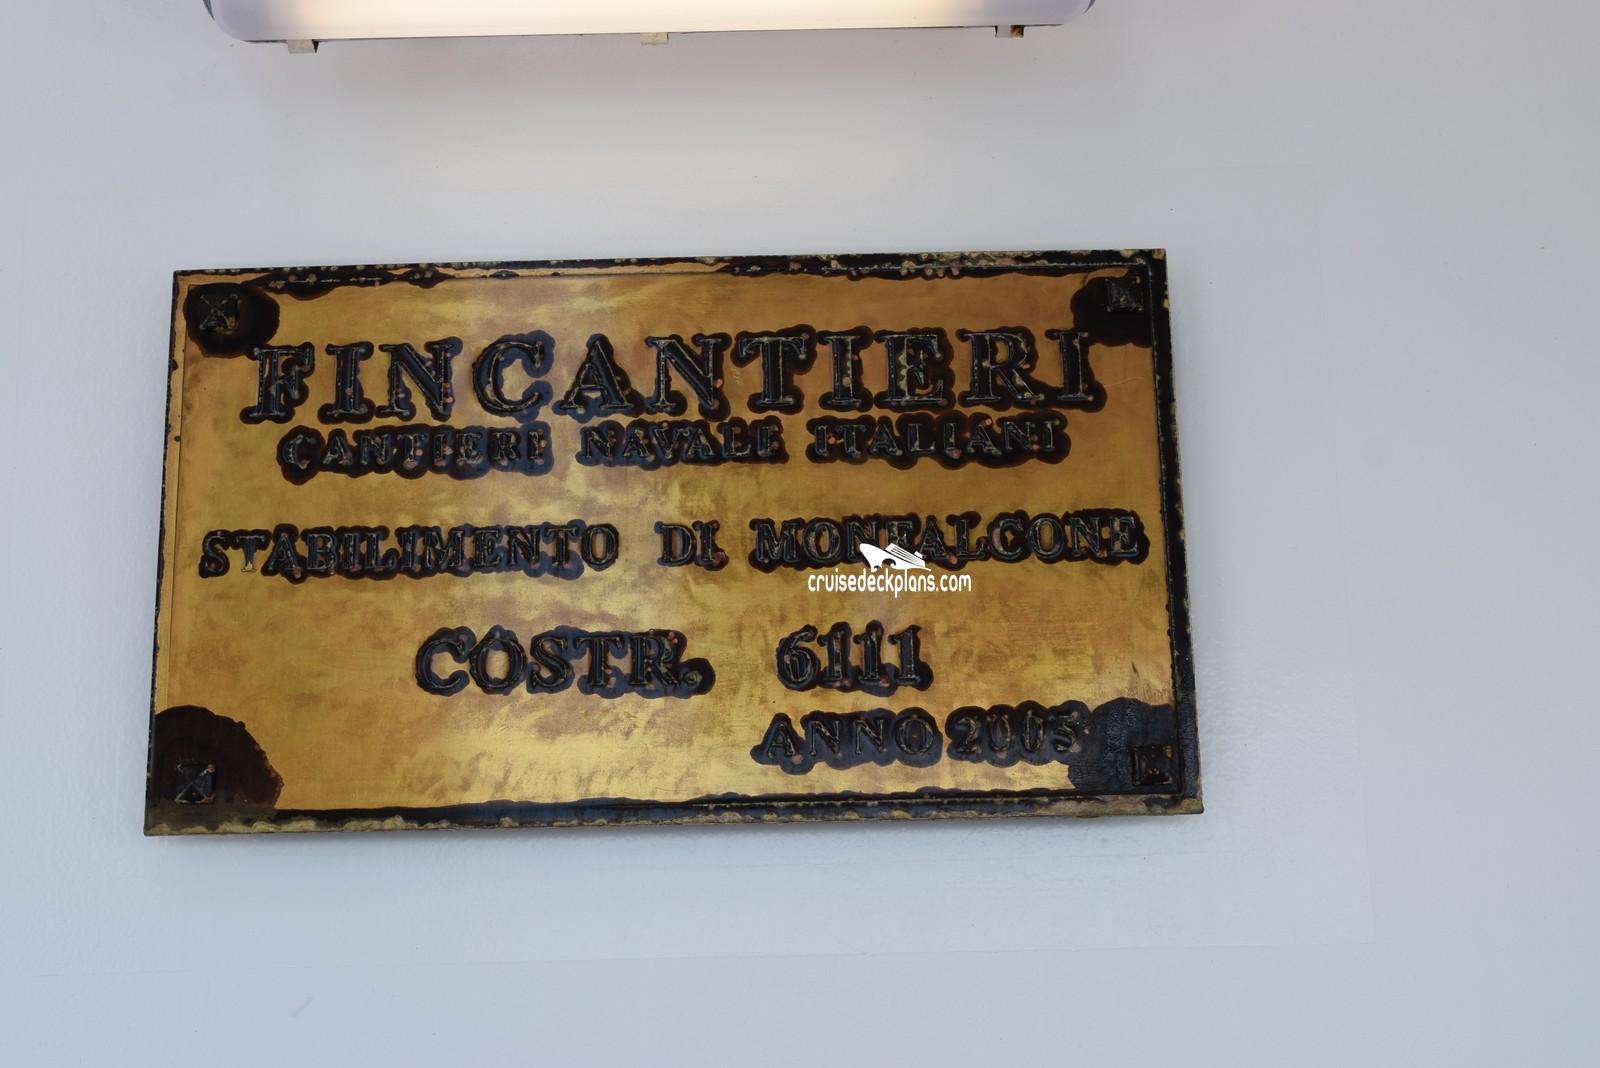 FINCANTIERI
CANTIERI NAVALI ITALIANI
STABILIMENTO DI MONFALCONE
cruisedeckplans.com
COSTR. 6111
ANNO 2005